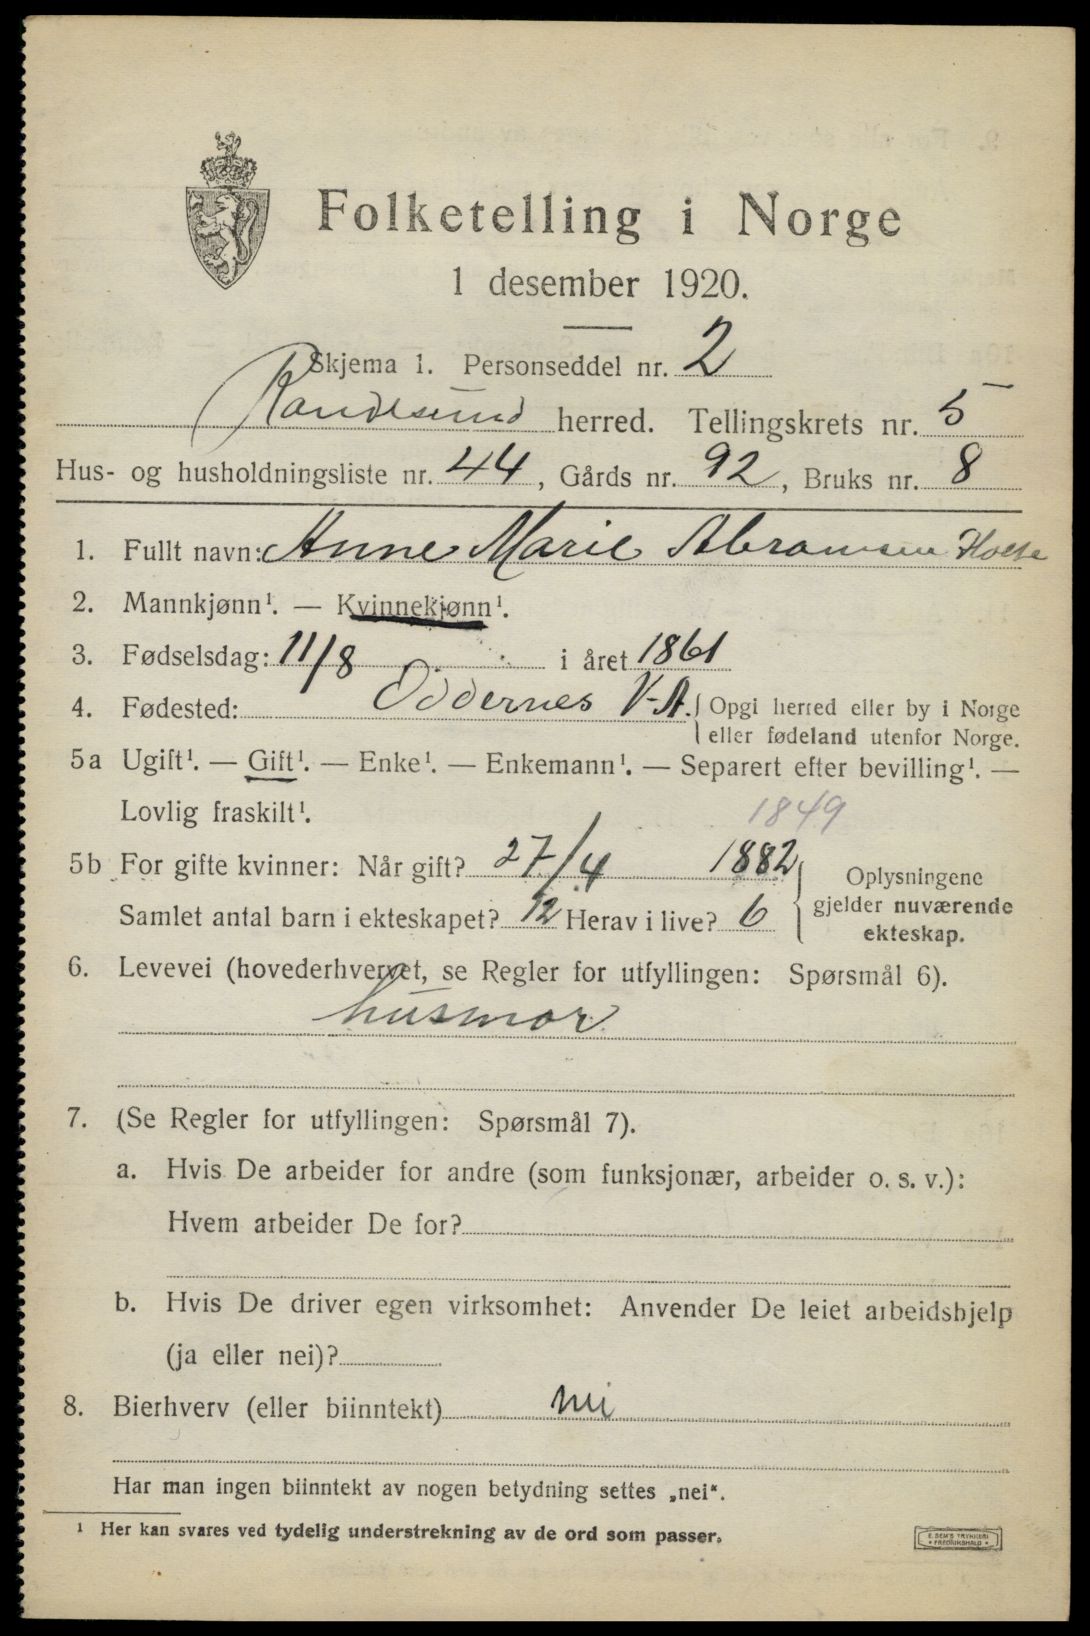 Folketelling i Norge
1 desember 1920.
Skjema 1. Personseddel nr. 2
Randesund herred. Tellingskrets nr. 5
Hus- og husholdningsliste nr. 44, Gårds nr. 92, Bruks nr. 8
1. Fullt navn: Anne Marie Abramsen
2. Mannkjønn¹. — Kvinnekjønn¹.
3. Fødselsdag: 11/8 i året 1861
4. Fødested: Oddernes V-A. Opgi herred eller by i Norge
eller fødeland utenfor Norge.
5a Ugift¹. — Gift¹. — Enke¹. — Enkemann¹. — Separert efter bevilling¹. —
Lovlig fraskilt¹.
1849
5b For gifte kvinner: Når gift? 27/4 1882
Samlet antal barn i ekteskapet? 12 Herav i live? 6
Oplysningene
gjelder nuværende
ekteskap.
6. Levevei (hovederhvervet, se Regler for utfyllingen: Spørsmål 6).
husmor
7. (Se Regler for utfyllingen: Spørsmål 7).
a. Hvis De arbeider for andre (som funksjonær, arbeider o. s. v.):
Hvem arbeider De for?
b. Hvis De driver egen virksomhet: Anvender De leiet arbeidshjelp
(ja eller nei)?
8. Bierhverv (eller biinntekt) nei
Har man ingen biinntekt av nogen betydning settes „nei“.
¹ Her kan svares ved tydelig understrekning av de ord som passer.
E. SEM'S TRYKKERI
• FREDRIKSHALD •